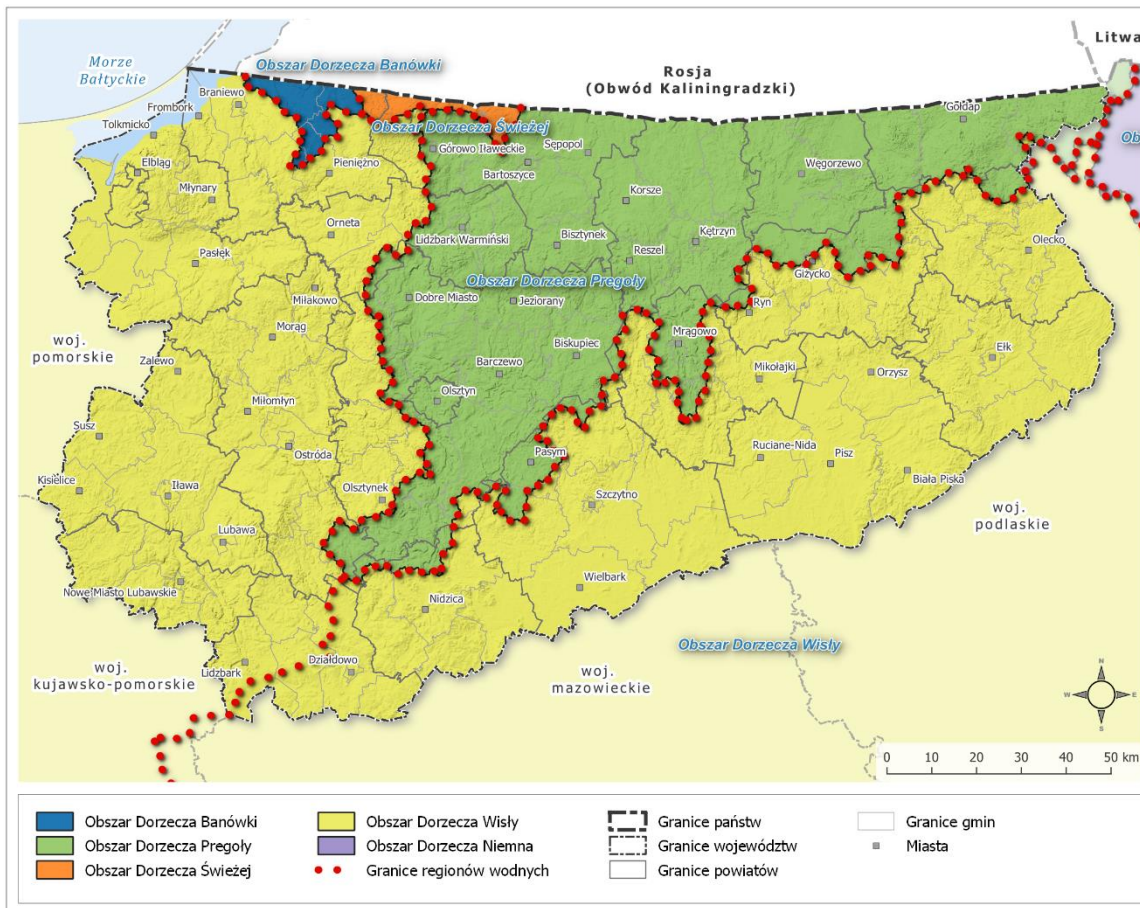 Morze
Bałtyckie
Obszar Dorzecza Banówki
Litwa
Rosja
(Obwód Kaliningradzki)
Braniewo
Frombork
Tolkmicko
Gołdap
Obszar Dorzecza Świeżej
Górowo Iławeckie
Sępopol
Elbląg
Pieniężno
Bartoszyce
Węgorzewo
Młynary
Korsze
Orneta
Lidzbark Warmiński
Bisztynek
Kętrzyn
Pasłęk
Reszel
Giżycko
Olecko
Obszar Dorzecza Pregoły
Miłakowo
Dobre Miasto
Jeziorany
Ryn
Morąg
Mrągowo
woj.
pomorskie
Zalewo
Biskupiec
Ełk
Barczewo
Mikołajki
Orzysz
Olsztyn
Miłomłyn
Susz
Ostróda
Pasym
Ruciane-Nida
Pisz
Biała Piska
Kisielice
Iława
Olsztynek
Szczytno
woj.
podlaskie
Lubawa
Nowe Miasto Lubawskie
Wielbark
Nidzica
Obszar Dorzecza Wisły
Działdowo
Lidzbark
woj.
kujawsko-pomorskie
woj.
mazowieckie
N
W
E
S
0 10 20 30 40 50 km
Obszar Dorzecza Banówki
Obszar Dorzecza Pregoły
Obszar Dorzecza Świeżej
Obszar Dorzecza Wisły
Obszar Dorzecza Niemna
Granice regionów wodnych
Granice państw
Granice województw
Granice powiatów
Granice gmin
Miasta